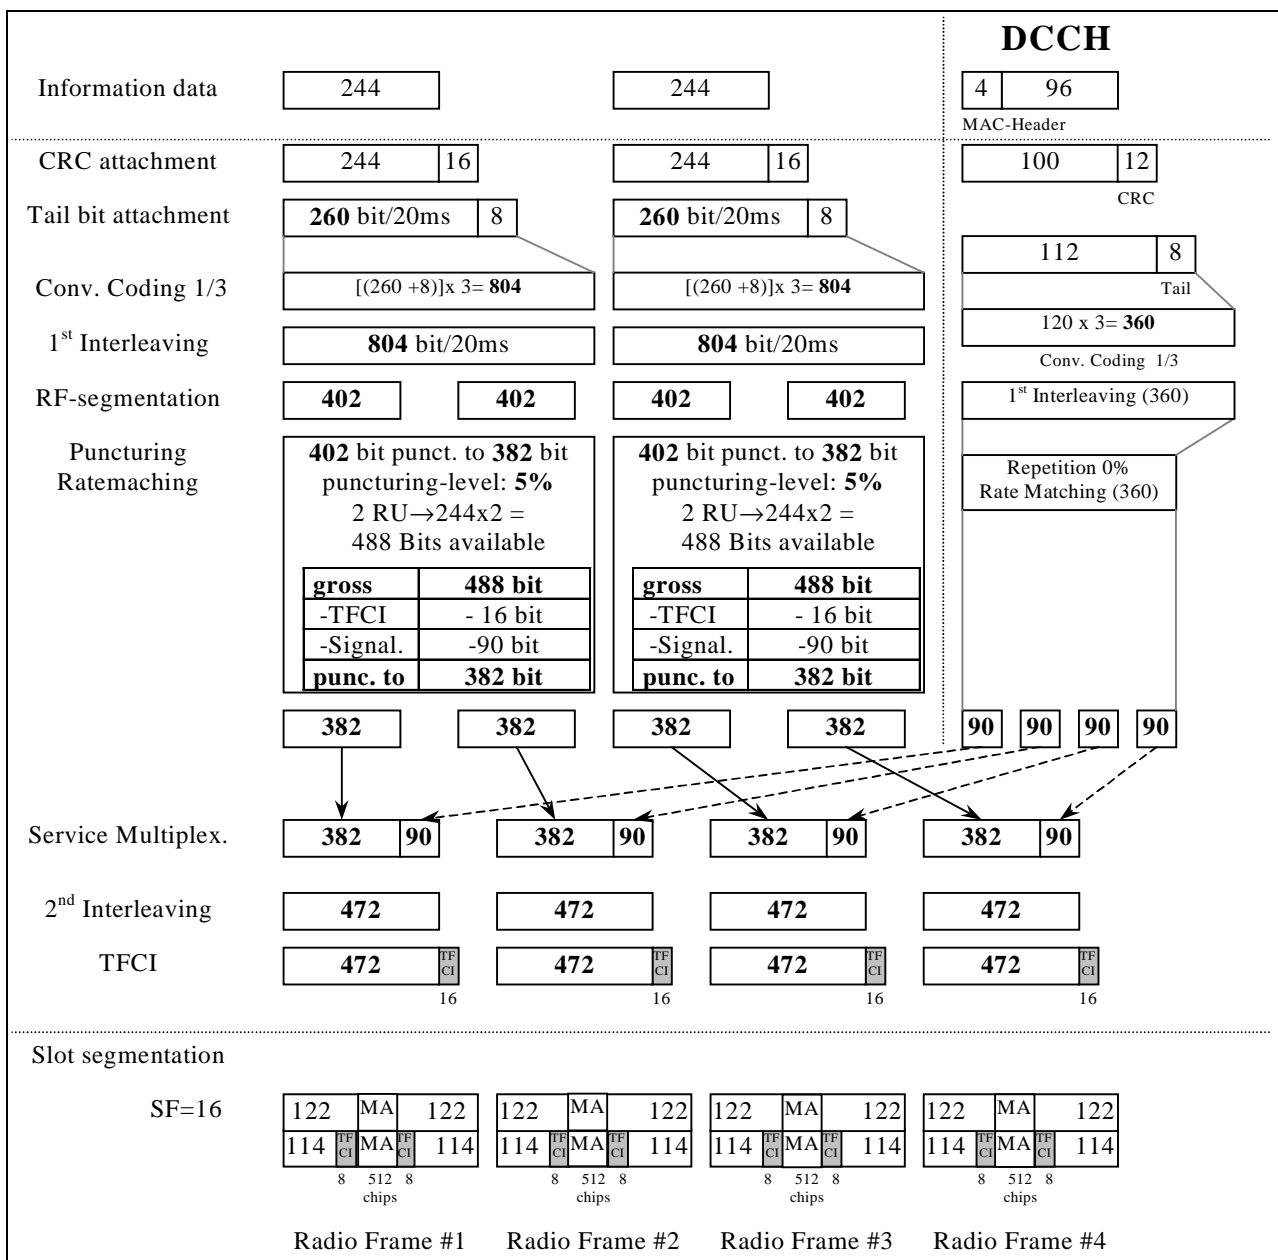 DCCH
Information data 244 244 4 96
MAC-Header
CRC attachment 244 16 244 16 100 12
CRC
Tail bit attachment 260 bit/20ms 8 260 bit/20ms 8
112 8
Tail
Conv. Coding 1/3 [(260 +8)]x 3= 804 [(260 +8)]x 3= 804
120 x 3= 360
Conv. Coding 1/3
1st Interleaving 804 bit/20ms 804 bit/20ms
RF-segmentation 402 402 402 402 1st Interleaving (360)
Puncturing 402 bit punct. to 382 bit 402 bit punct. to 382 bit
Ratemaching puncturing-level: 5% puncturing-level: 5%
Repetition 0%
Rate Matching (360)
2 RU→244x2 = 2 RU→244x2 =
488 Bits available 488 Bits available
gross 488 bit gross 488 bit
-TFCI - 16 bit -TFCI - 16 bit
-Signal. -90 bit -Signal. -90 bit
punc. to 382 bit punc. to 382 bit
382 382 382 382 90 90 90 90
Service Multiplex. 382 90 382 90 382 90 382 90
2nd Interleaving 472 472 472 472
TFCI 472 TF CI 472 TF CI 472 TF CI 472 TF CI
16 16 16 16
Slot segmentation
SF=16 122 MA 122 122 MA 122 122 MA 122 122 MA 122
114 TF CI MA TF CI 114 114 TF CI MA TF CI 114 114 TF CI MA TF CI 114 114 TF CI MA TF CI 114
8 512 8 8 512 8 8 512 8 8 512 8
chips chips chips chips
Radio Frame #1 Radio Frame #2 Radio Frame #3 Radio Frame #4